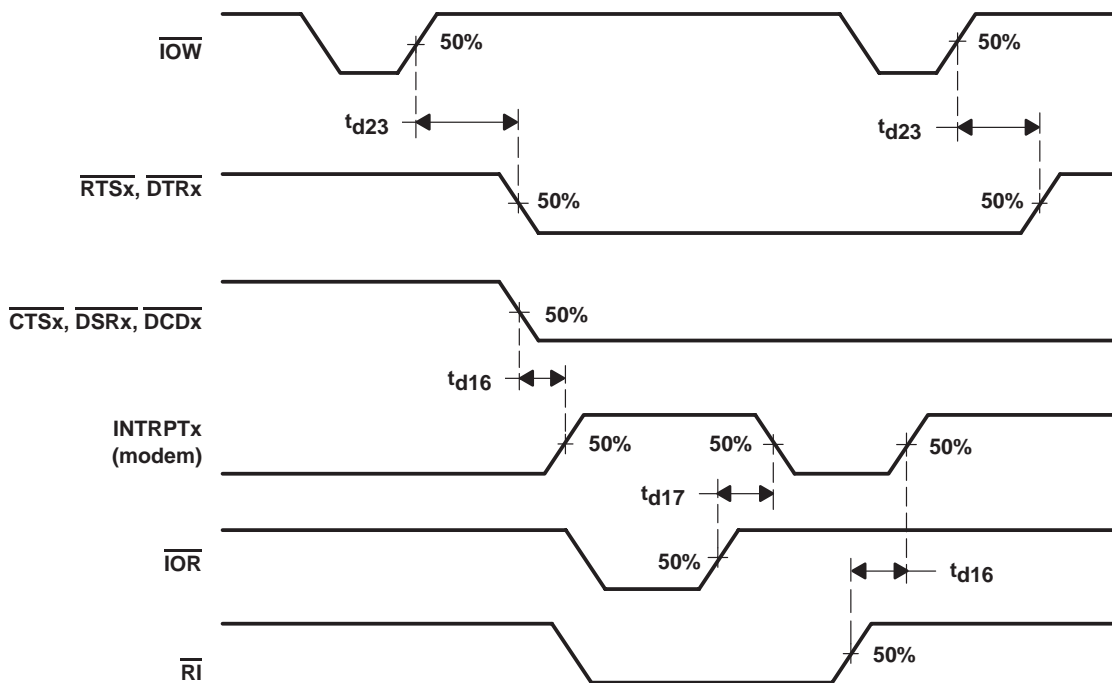 IOW
50%
50%
td23
td23
RTSx, DTRx
50%
50%
CTSx, DSRx, DCDx
50%
td16
INTRPTx
(modem)
50%
50%
50%
td17
IOR
50%
td16
RI
50%